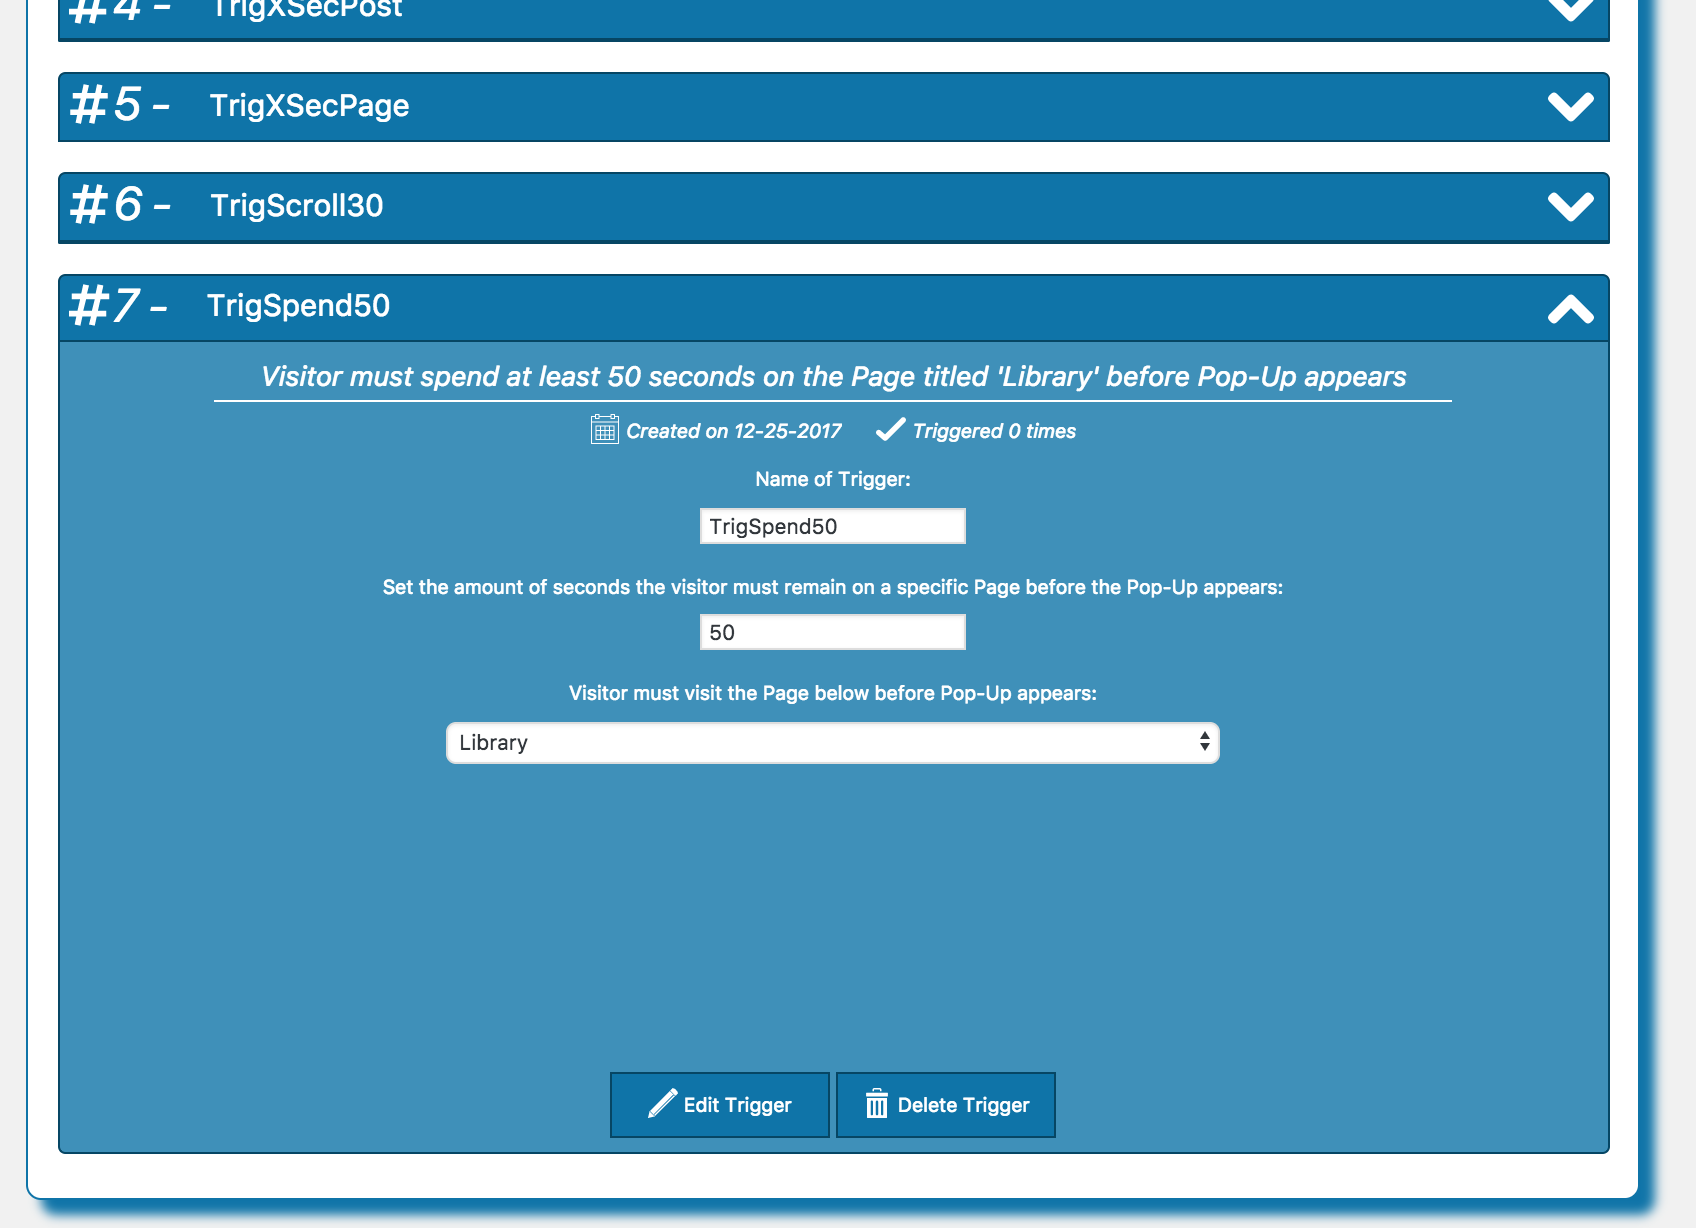 #4 - TrigXSecPost
#5 - TrigXSecPage
#6 - TrigScroll30
#7 - TrigSpend50
Visitor must spend at least 50 seconds on the Page titled 'Library' before Pop-Up appears
Created on 12-25-2017 Triggered 0 times
Name of Trigger:
TrigSpend50
Set the amount of seconds the visitor must remain on a specific Page before the Pop-Up appears:
50
Visitor must visit the Page below before Pop-Up appears:
Library
Edit Trigger Delete Trigger